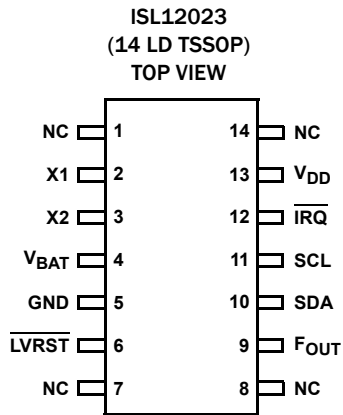 ISL12023
(14 LD TSSOP)
TOP VIEW
NC 1 14 NC
X1 2 13 VDD
X2 3 12 IRQ
VBAT 4 11 SCL
GND 5 10 SDA
LVRST 6 9 FOUT
NC 7 8 NC